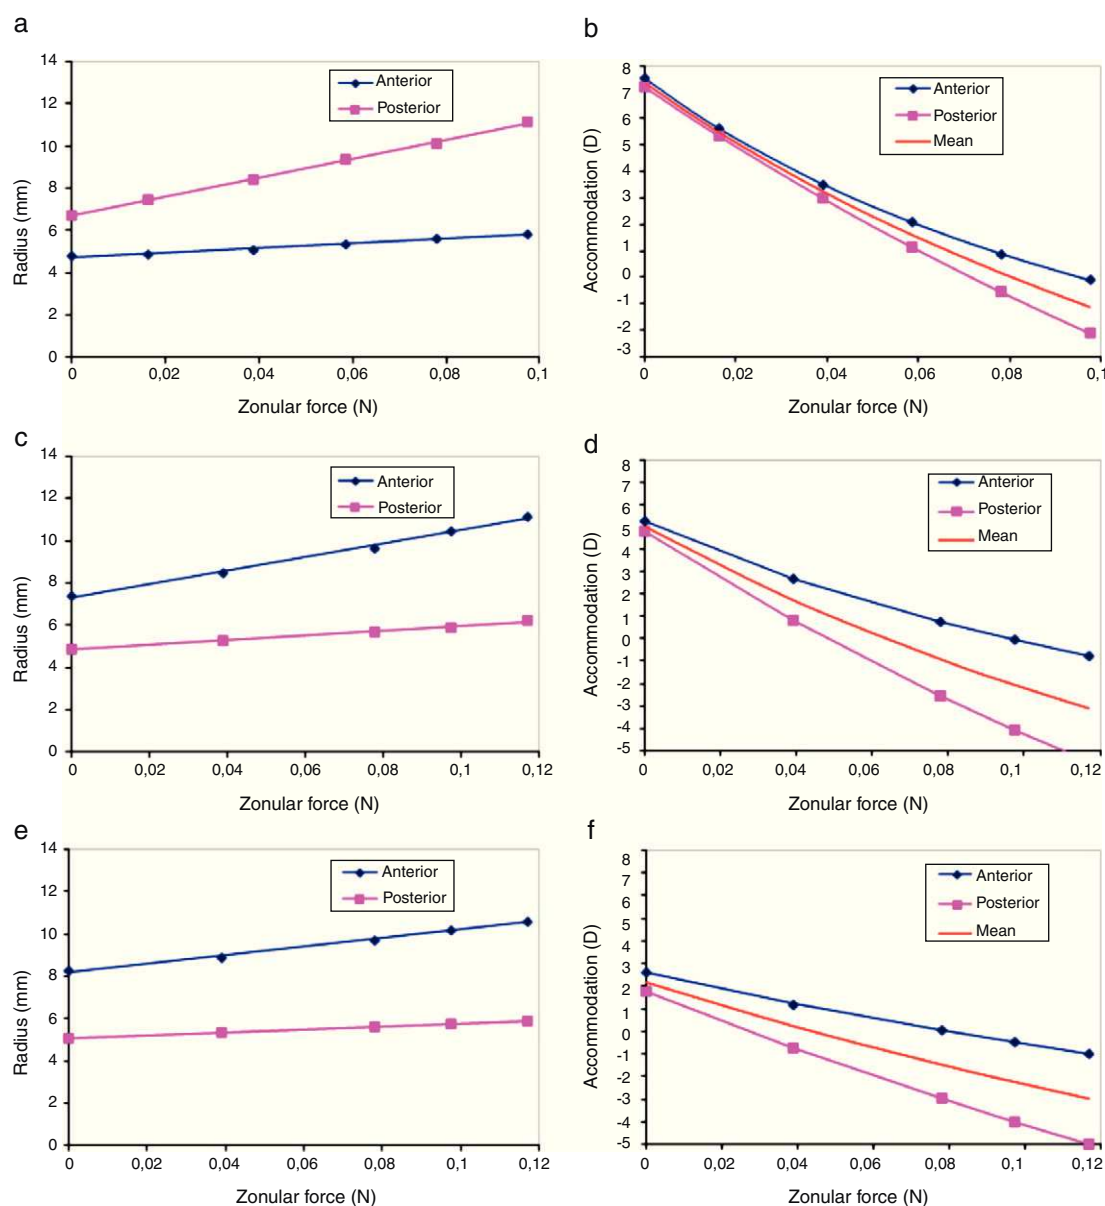 a
14
12
10
8
6
4
2
0
Radius (mm)
Anterior
Posterior
0 0,02 0,04 0,06 0,08 0,1
Zonular force (N)
b
8
7
6
5
4
3
2
1
0
-1
-2
-3
Accommodation (D)
Anterior
Posterior
Mean
0 0,02 0,04 0,06 0,08 0,1
Zonular force (N)
c
14
12
10
8
6
4
2
0
Radius (mm)
Anterior
Posterior
0 0,02 0,04 0,06 0,08 0,1 0,12
Zonular force (N)
d
8
7
6
5
4
3
2
1
0
-1
-2
-3
-4
-5
Accommodation (D)
Anterior
Posterior
Mean
0 0,02 0,04 0,06 0,08 0,1 0,12
Zonular force (N)
e
14
12
10
8
6
4
2
0
Radius (mm)
Anterior
Posterior
0 0,02 0,04 0,06 0,08 0,1 0,12
Zonular force (N)
f
8
7
6
5
4
3
2
1
0
-1
-2
-3
-4
-5
Accommodation (D)
Anterior
Posterior
Mean
0 0,02 0,04 0,06 0,08 0,1 0,12
Zonular force (N)